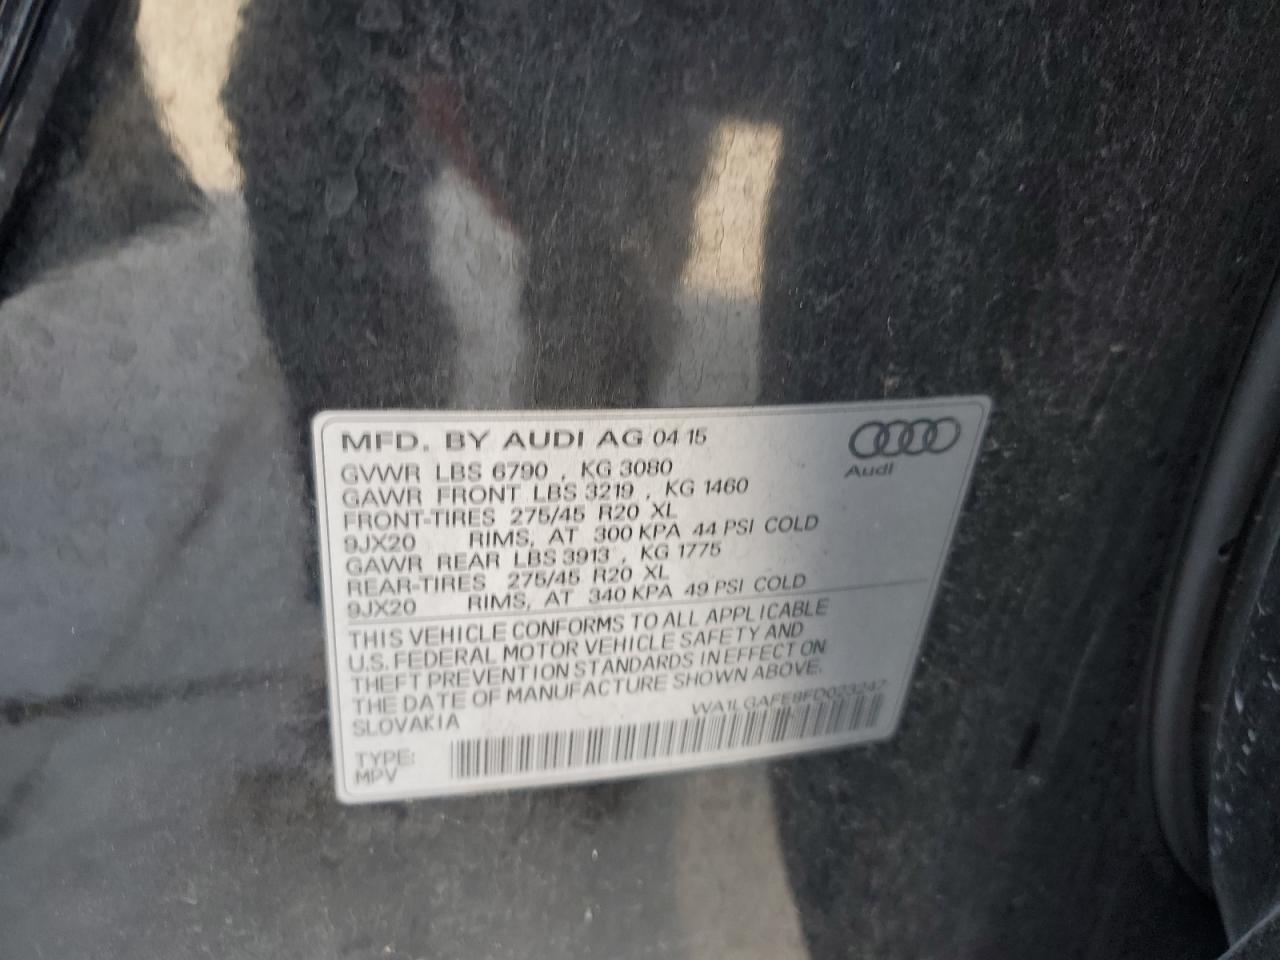 MFD. BY AUDI AG 04 15
Audi
GVWR LBS 6790 , KG 3080
GAWR FRONT LBS 3219 , KG 1460
FRONT-TIRES 275/45 R20 XL
9JX20 RIMS, AT 300 KPA 44 PSI COLD
GAWR REAR LBS 3913 , KG 1775
REAR-TIRES 275/45 R20 XL
9JX20 RIMS, AT 340 KPA 49 PSI COLD
THIS VEHICLE CONFORMS TO ALL APPLICABLE
U.S. FEDERAL MOTOR VEHICLE SAFETY AND
THEFT PREVENTION STANDARDS IN EFFECT ON
THE DATE OF MANUFACTURE SHOWN ABOVE.
SLOVAKIA
WA1LGAFE8FD023247
TYPE:
MPV